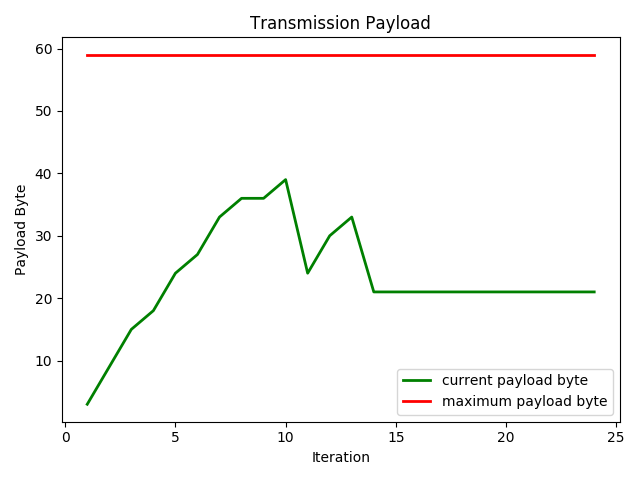 Transmission Payload
60
50
40
30
20
10
Payload Byte
current payload byte
maximum payload byte
0 5 10 15 20 25
Iteration